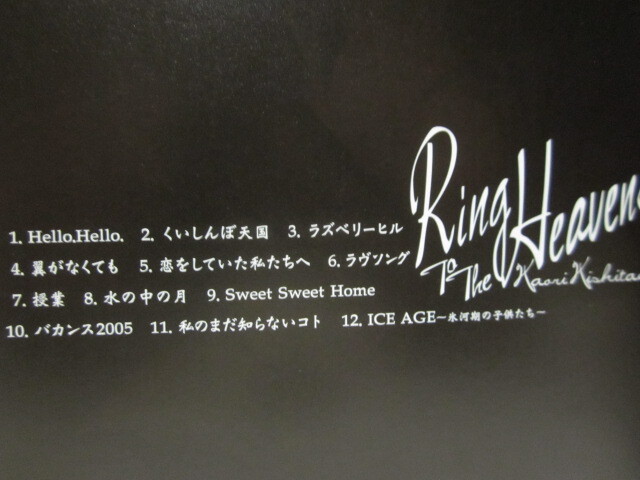 Ring
To The Heavens
Kaori Kishitani
1. Hello,Hello. 2. くいしんぼ天国 3. ラズベリーヒル
4. 翼がなくても 5. 恋をしていた私たちへ 6. ラヴソング
7. 授業 8. 水の中の月 9. Sweet Sweet Home
10. バカンス2005 11. 私のまだ知らないコト 12. ICE AGE～氷河期の子供たち～